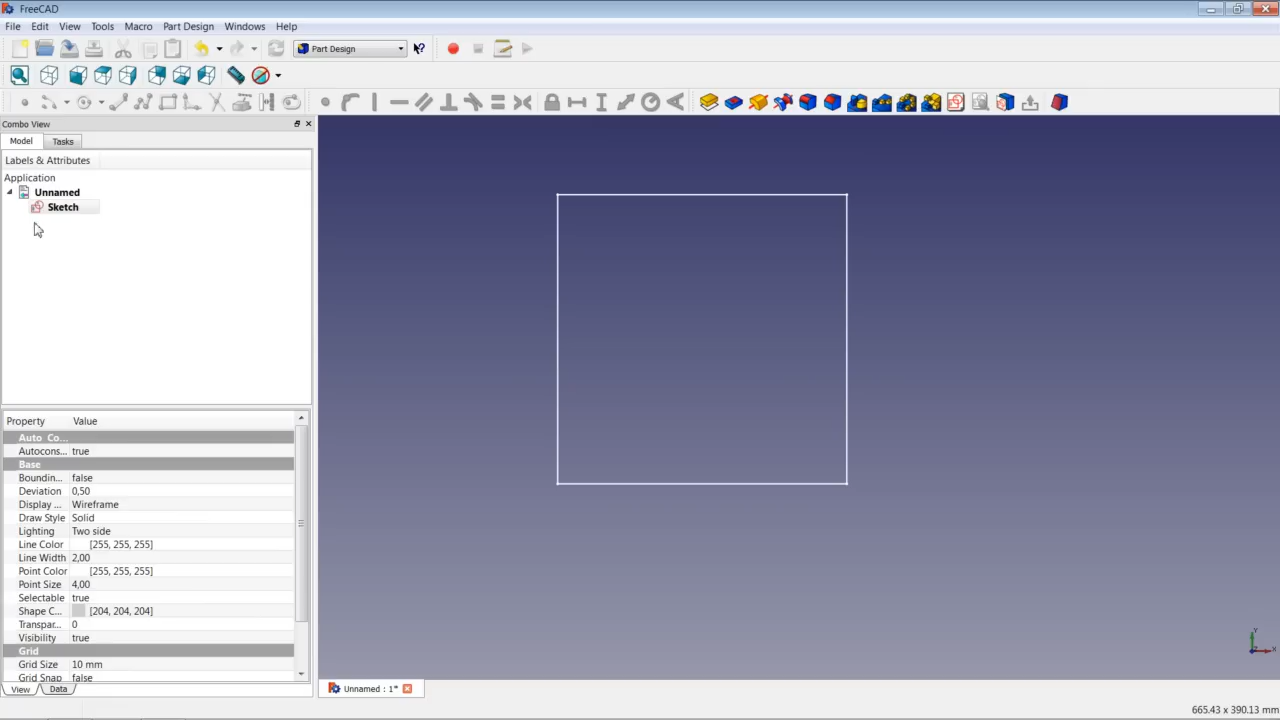 FreeCAD
File Edit View Tools Macro Part Design Windows Help
Part Design
Combo View
Model Tasks
Labels & Attributes
Application
Unnamed
Sketch
Property Value
Auto Co...
Autocons... true
Base
Boundin... false
Deviation 0,50
Display ... Wireframe
Draw Style Solid
Lighting Two side
Line Color [255, 255, 255]
Line Width 2,00
Point Color [255, 255, 255]
Point Size 4,00
Selectable true
Shape C... [204, 204, 204]
Transpar... 0
Visibility true
Grid
Grid Size 10 mm
Grid Snap false
View Data
Unnamed : 1*
Y
X
665.43 x 390.13 mm